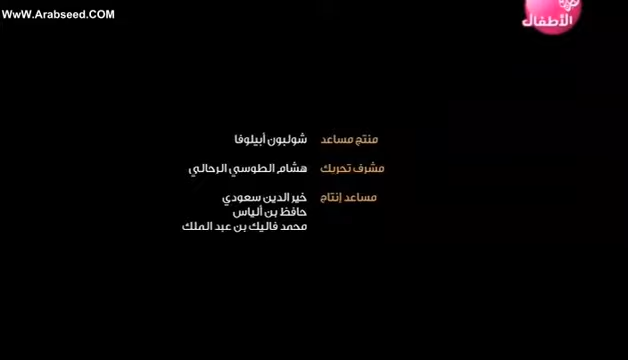 WwW.Arabseed.COM
الأطفال
منتج مساعد شولبون أبيلوفا
مشرف تحريك هشام الطوسي الرحالي
مساعد إنتاج خير الدين سعودي
حافظ بن ألياس
محمد فاليك بن عبد الملك